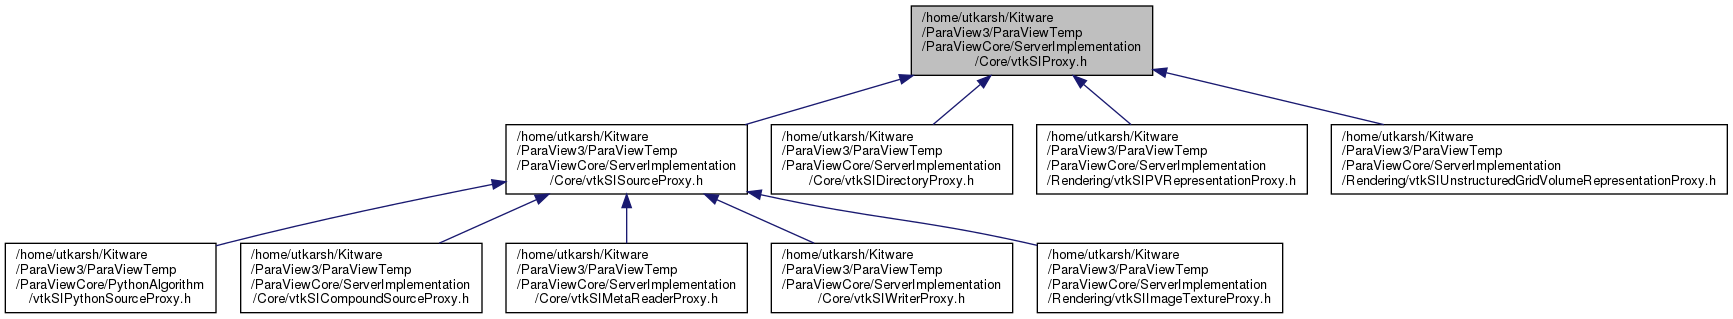 /home/utkarsh/Kitware
/ParaView3/ParaViewTemp
/ParaViewCore/ServerImplementation
/Core/vtkSIProxy.h
/home/utkarsh/Kitware
/ParaView3/ParaViewTemp
/ParaViewCore/ServerImplementation
/Core/vtkSISourceProxy.h
/home/utkarsh/Kitware
/ParaView3/ParaViewTemp
/ParaViewCore/ServerImplementation
/Core/vtkSIDirectoryProxy.h
/home/utkarsh/Kitware
/ParaView3/ParaViewTemp
/ParaViewCore/ServerImplementation
/Rendering/vtkSIPVRepresentationProxy.h
/home/utkarsh/Kitware
/ParaView3/ParaViewTemp
/ParaViewCore/ServerImplementation
/Rendering/vtkSIUnstructuredGridVolumeRepresentationProxy.h
/home/utkarsh/Kitware
/ParaView3/ParaViewTemp
/ParaViewCore/PythonAlgorithm
/vtkSIPythonSourceProxy.h
/home/utkarsh/Kitware
/ParaView3/ParaViewTemp
/ParaViewCore/ServerImplementation
/Core/vtkSICompoundSourceProxy.h
/home/utkarsh/Kitware
/ParaView3/ParaViewTemp
/ParaViewCore/ServerImplementation
/Core/vtkSIMetaReaderProxy.h
/home/utkarsh/Kitware
/ParaView3/ParaViewTemp
/ParaViewCore/ServerImplementation
/Core/vtkSIWriterProxy.h
/home/utkarsh/Kitware
/ParaView3/ParaViewTemp
/ParaViewCore/ServerImplementation
/Rendering/vtkSIImageTextureProxy.h